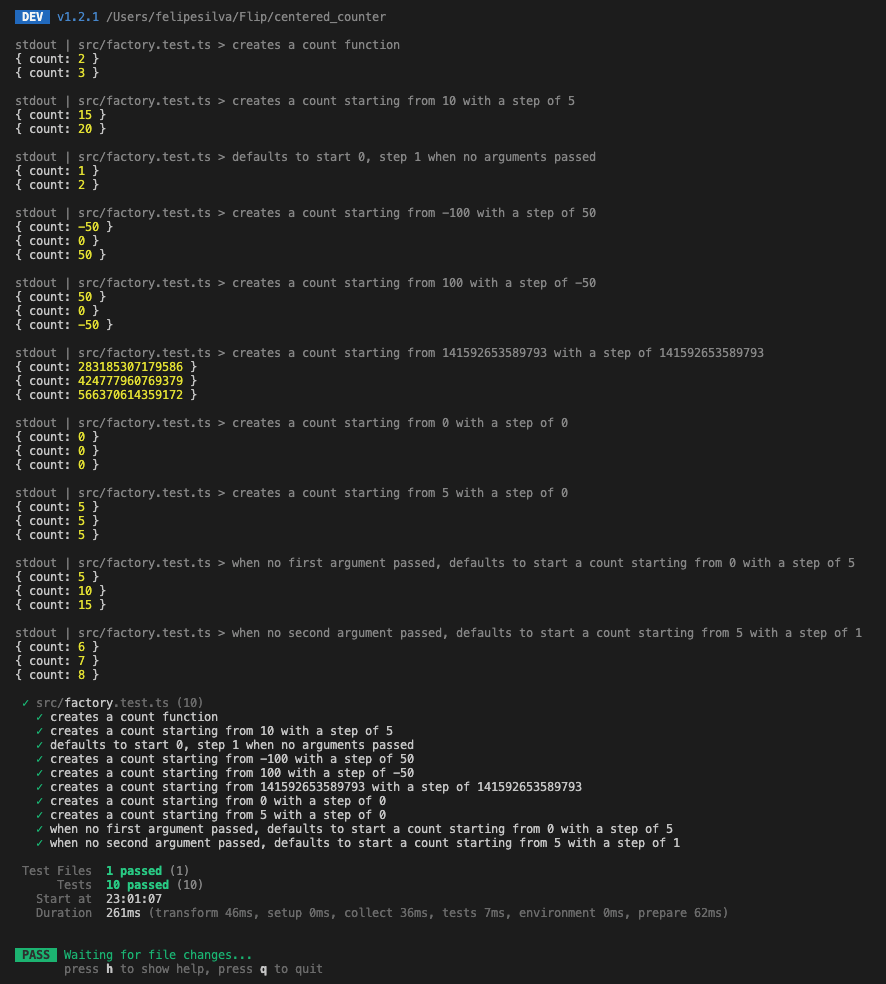 DEV v1.2.1 /Users/felipesilva/Flip/centered_counter
stdout | src/factory.test.ts > creates a count function
{ count: 2 }
{ count: 3 }
stdout | src/factory.test.ts > creates a count starting from 10 with a step of 5
{ count: 15 }
{ count: 20 }
stdout | src/factory.test.ts > defaults to start 0, step 1 when no arguments passed
{ count: 1 }
{ count: 2 }
stdout | src/factory.test.ts > creates a count starting from -100 with a step of 50
{ count: -50 }
{ count: 0 }
{ count: 50 }
stdout | src/factory.test.ts > creates a count starting from 100 with a step of -50
{ count: 50 }
{ count: 0 }
{ count: -50 }
stdout | src/factory.test.ts > creates a count starting from 141592653589793 with a step of 141592653589793
{ count: 283185307179586 }
{ count: 424777960769379 }
{ count: 566370614359172 }
stdout | src/factory.test.ts > creates a count starting from 0 with a step of 0
{ count: 0 }
{ count: 0 }
{ count: 0 }
stdout | src/factory.test.ts > creates a count starting from 5 with a step of 0
{ count: 5 }
{ count: 5 }
{ count: 5 }
stdout | src/factory.test.ts > when no first argument passed, defaults to start a count starting from 0 with a step of 5
{ count: 5 }
{ count: 10 }
{ count: 15 }
stdout | src/factory.test.ts > when no second argument passed, defaults to start a count starting from 5 with a step of 1
{ count: 6 }
{ count: 7 }
{ count: 8 }
✓ src/factory.test.ts (10)
✓ creates a count function
✓ creates a count starting from 10 with a step of 5
✓ defaults to start 0, step 1 when no arguments passed
✓ creates a count starting from -100 with a step of 50
✓ creates a count starting from 100 with a step of -50
✓ creates a count starting from 141592653589793 with a step of 141592653589793
✓ creates a count starting from 0 with a step of 0
✓ creates a count starting from 5 with a step of 0
✓ when no first argument passed, defaults to start a count starting from 0 with a step of 5
✓ when no second argument passed, defaults to start a count starting from 5 with a step of 1
Test Files 1 passed (1)
Tests 10 passed (10)
Start at 23:01:07
Duration 261ms (transform 46ms, setup 0ms, collect 36ms, tests 7ms, environment 0ms, prepare 62ms)
PASS Waiting for file changes...
press h to show help, press q to quit